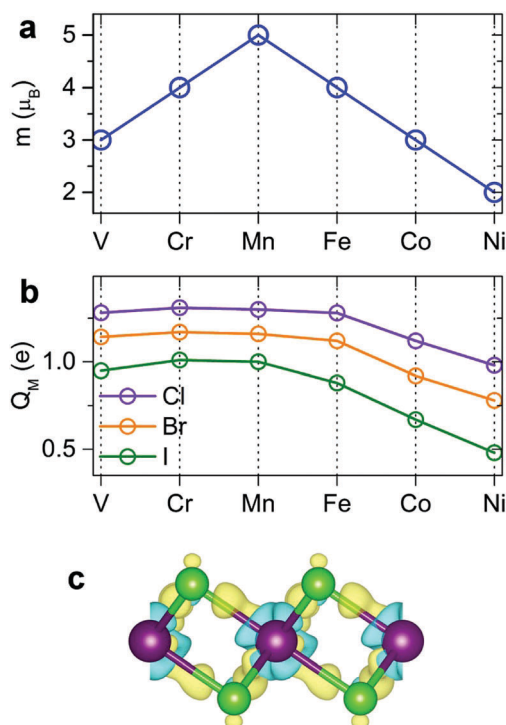 a
m (μB)
5
4
3
2
V Cr Mn Fe Co Ni
b
QM (e)
1.0
0.5
Cl
Br
I
V Cr Mn Fe Co Ni
c